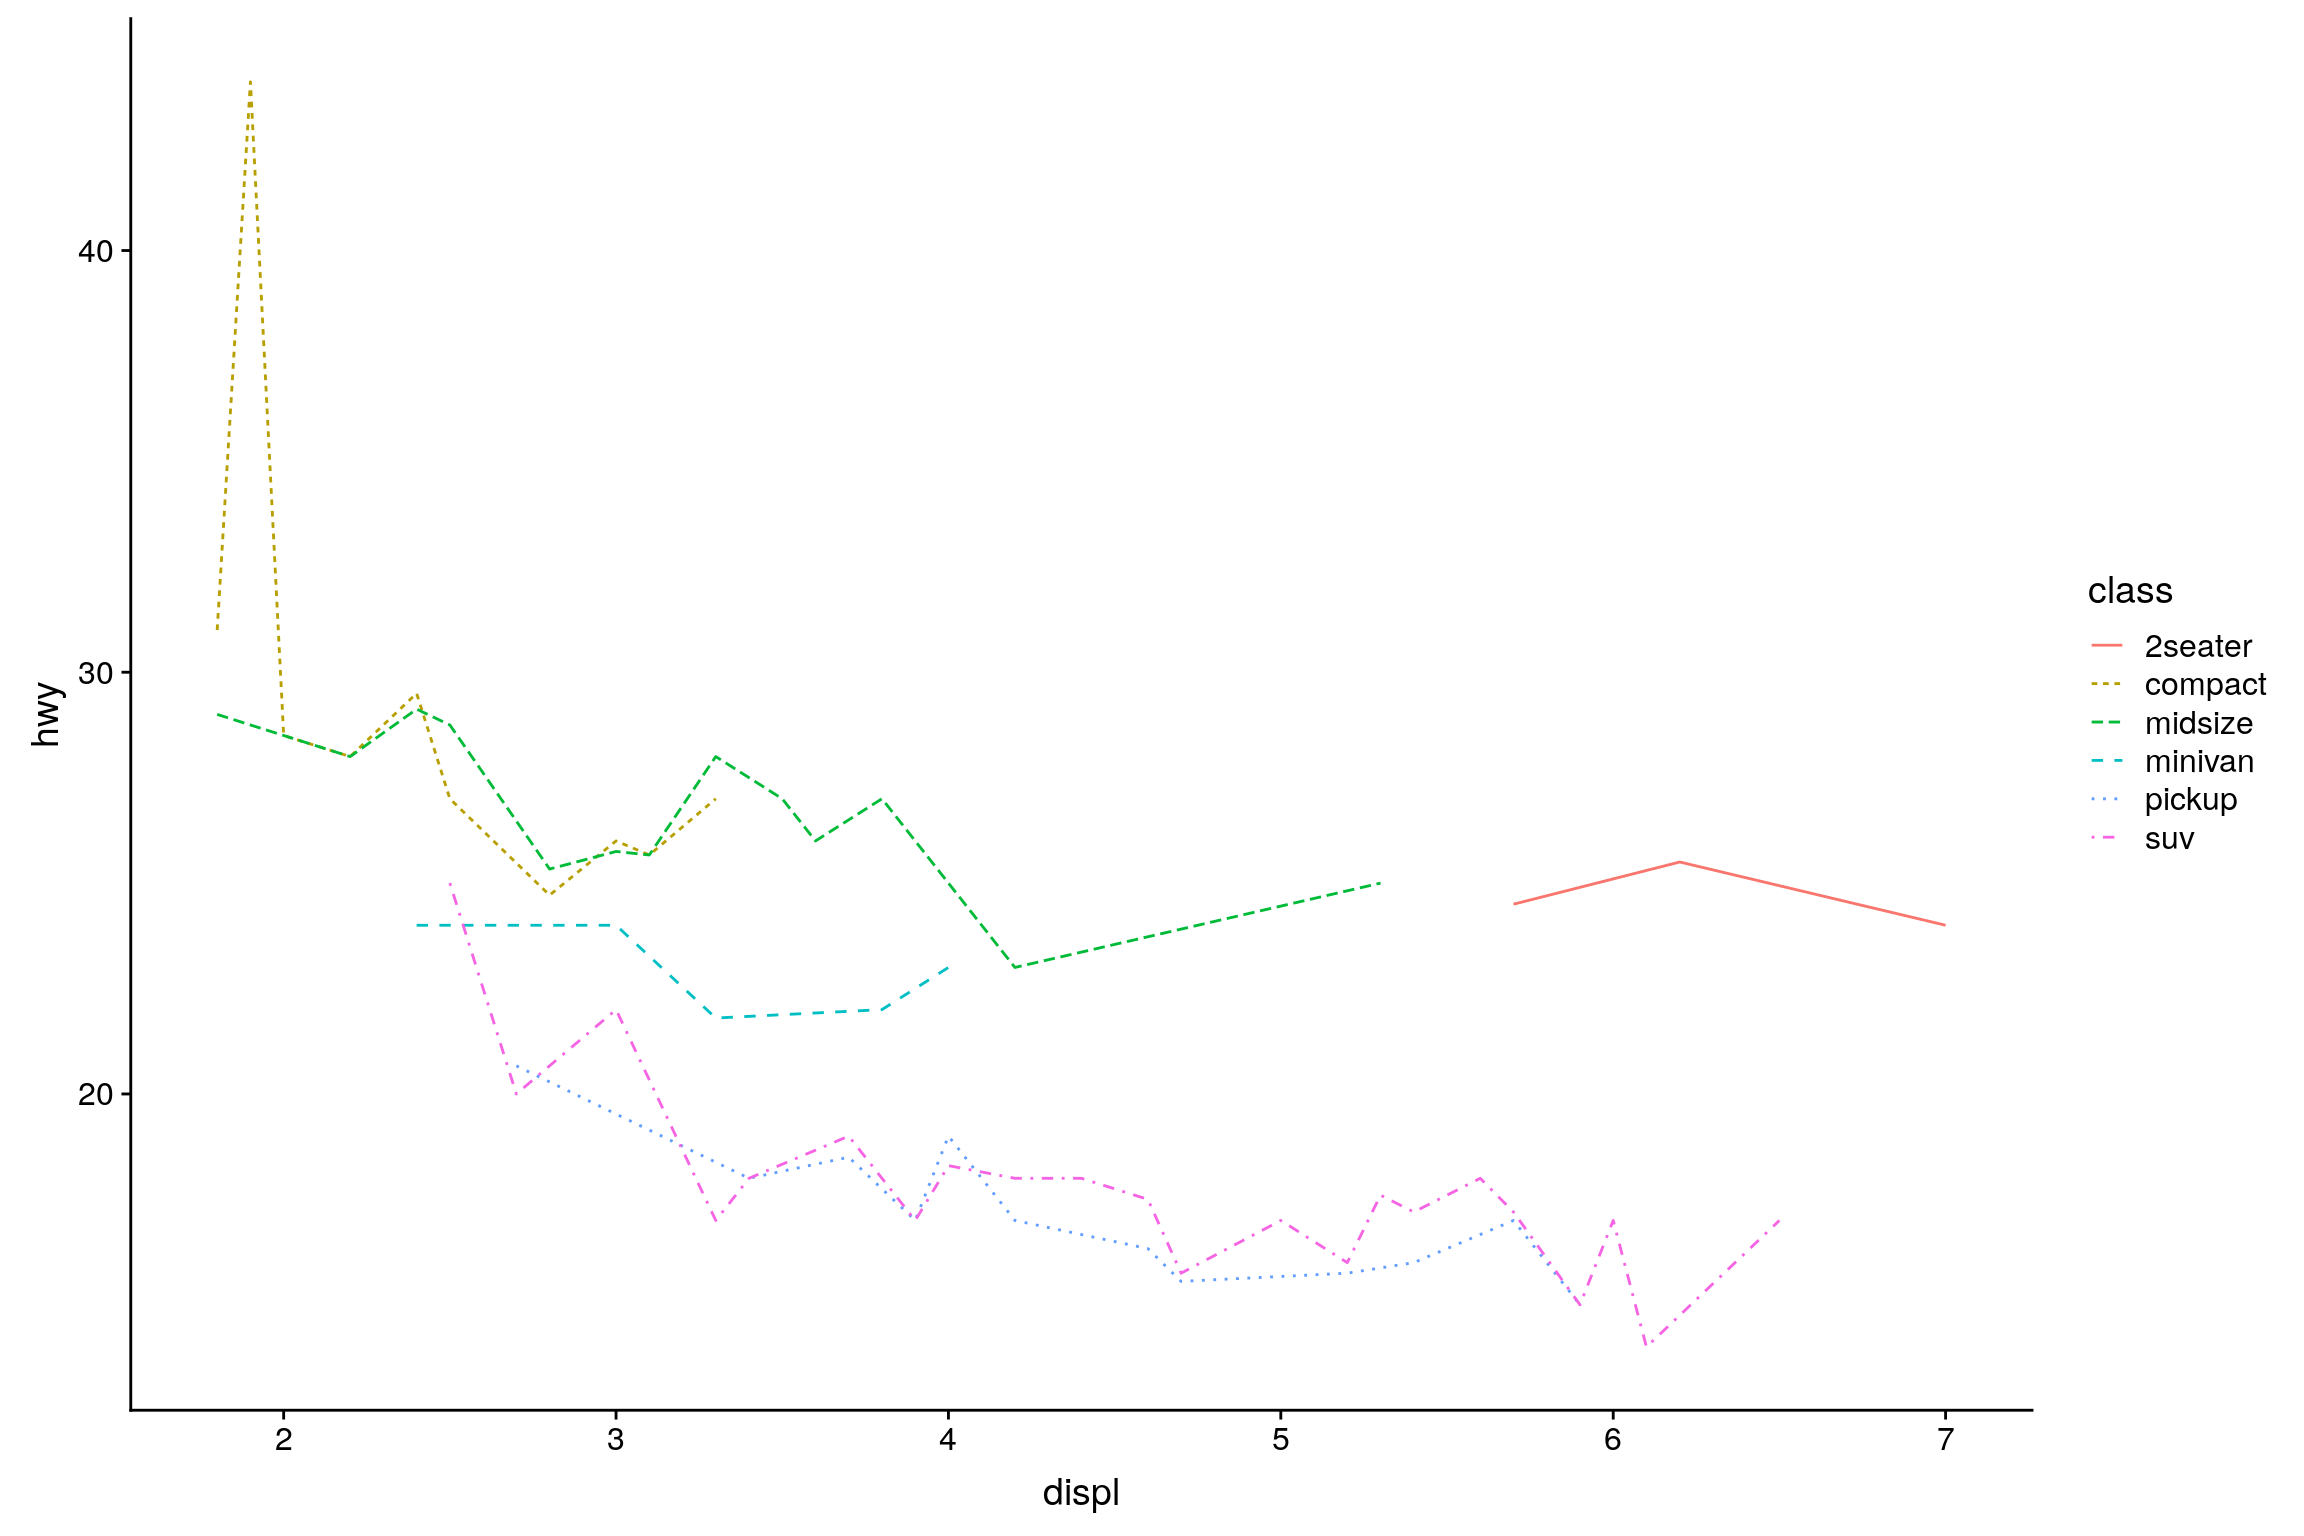 40
30
20
hwy
2 3 4 5 6 7
displ
class
2seater
compact
midsize
minivan
pickup
suv